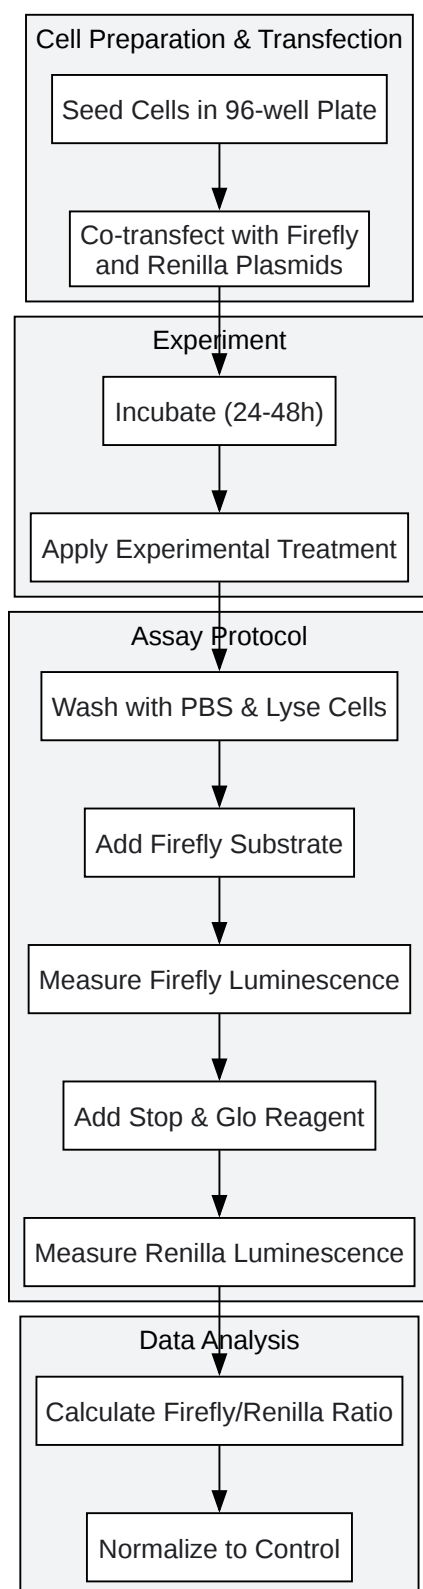 Cell Preparation & Transfection
Seed Cells in 96-well Plate
Co-transfect with Firefly
and Renilla Plasmids
Experiment
Incubate (24-48h)
Apply Experimental Treatment
Assay Protocol
Wash with PBS & Lyse Cells
Add Firefly Substrate
Measure Firefly Luminescence
Add Stop & Glo Reagent
Measure Renilla Luminescence
Data Analysis
Calculate Firefly/Renilla Ratio
Normalize to Control